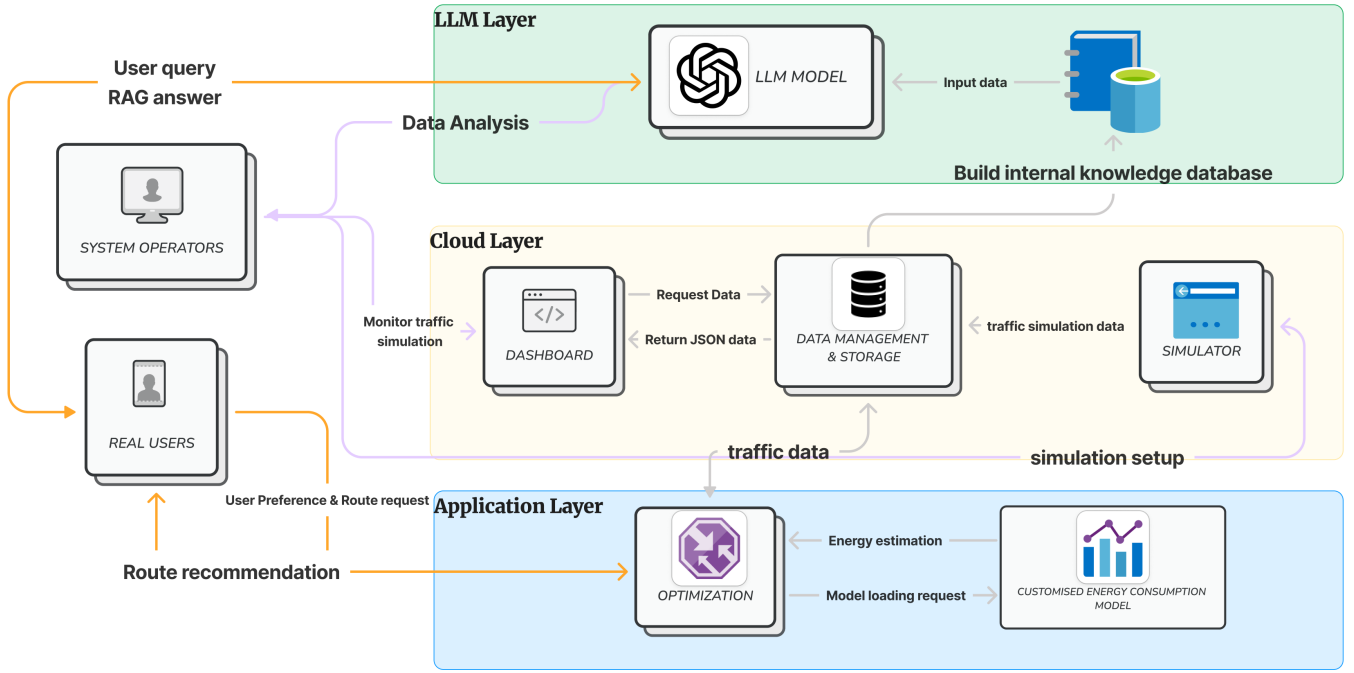 LLM Layer
User query
RAG answer
LLM MODEL
Input data
Data Analysis
Build internal knowledge database
SYSTEM OPERATORS
Cloud Layer
Request Data
Monitor traffic
simulation
Return JSON data
DASHBOARD
DATA MANAGEMENT
& STORAGE
traffic simulation data
SIMULATOR
REAL USERS
traffic data
simulation setup
User Preference & Route request
Application Layer
Energy estimation
Route recommendation
OPTIMIZATION
Model loading request
CUSTOMISED ENERGY CONSUMPTION
MODEL